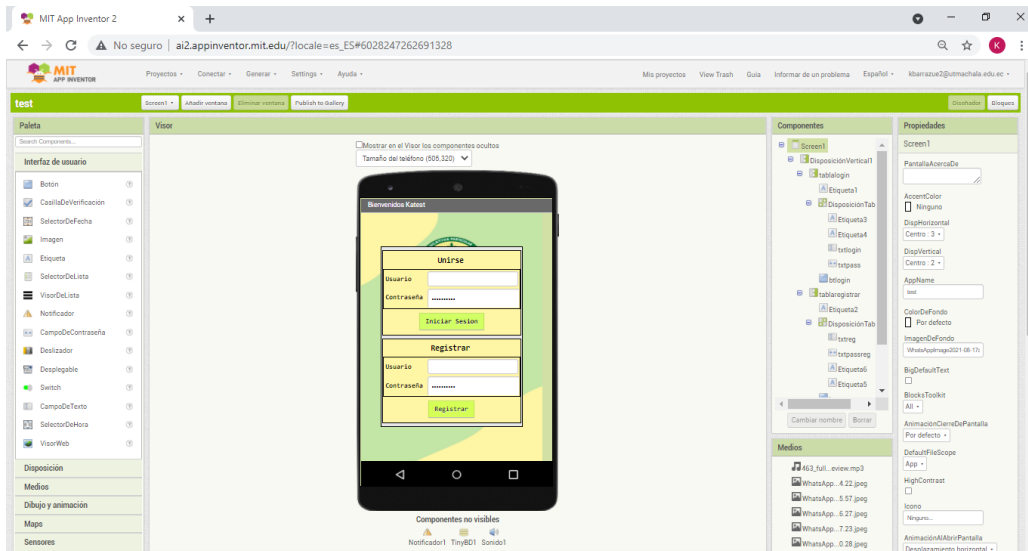 MIT App Inventor 2
No seguro
ai2.appinventor.mit.edu/?locale=es_ES#6028247262691328
K
MIT
APP INVENTOR
Proyectos
Conectar
Generar
Settings
Ayuda
Mis proyectos
View Trash
Guía
Informar de un problema
Español
kbarrazue2@utmachala.edu.ec
test
Screen1
Añadir ventana
Eliminar ventana
Publish to Gallery
Diseñador
Bloques
Paleta
Search Components...
Interfaz de usuario
Botón
CasillaDeVerificación
SelectorDeFecha
Imagen
Etiqueta
SelectorDeLista
VisorDeLista
Notificador
CampoDeContraseña
Deslizador
Desplegable
Switch
CampoDeTexto
SelectorDeHora
VisorWeb
Disposición
Medios
Dibujo y animación
Maps
Sensores
Visor
Mostrar en el Visor los componentes ocultos
Tamaño del teléfono (505,320)
Bienvenidos Katest
Unirse
Usuario
Contraseña
Iniciar Sesion
Registrar
Usuario
Contraseña
Registrar
Componentes no visibles
Notificador1 TinyBD1 Sonido1
Componentes
Screen1
DisposiciónVertical1
tablalogin
Etiqueta1
DisposiciónTab
Etiqueta3
Etiqueta4
txtlogin
txtpass
btlogin
tablaregistrar
Etiqueta2
DisposiciónTab
txtreg
txtpassreg
Etiqueta6
Etiqueta5
Cambiar nombre
Borrar
Medios
463_full...eview.mp3
WhatsApp...4.22.jpeg
WhatsApp...5.57.jpeg
WhatsApp...6.27.jpeg
WhatsApp...7.23.jpeg
WhatsApp...0.28.jpeg
Propiedades
Screen1
PantallaAcercaDe
AccentColor
Ninguno
DispHorizontal
Centro : 3
DispVertical
Centro : 2
AppName
test
ColorDeFondo
Por defecto
ImagenDeFondo
WhatsAppImage2021-08-17
BigDefaultText
BlocksToolkit
All
AnimaciónCierreDePantalla
Por defecto
DefaultFileScope
App
HighContrast
Icono
Ninguno...
AnimaciónAlAbrirPantalla
Desplazamiento horizontal